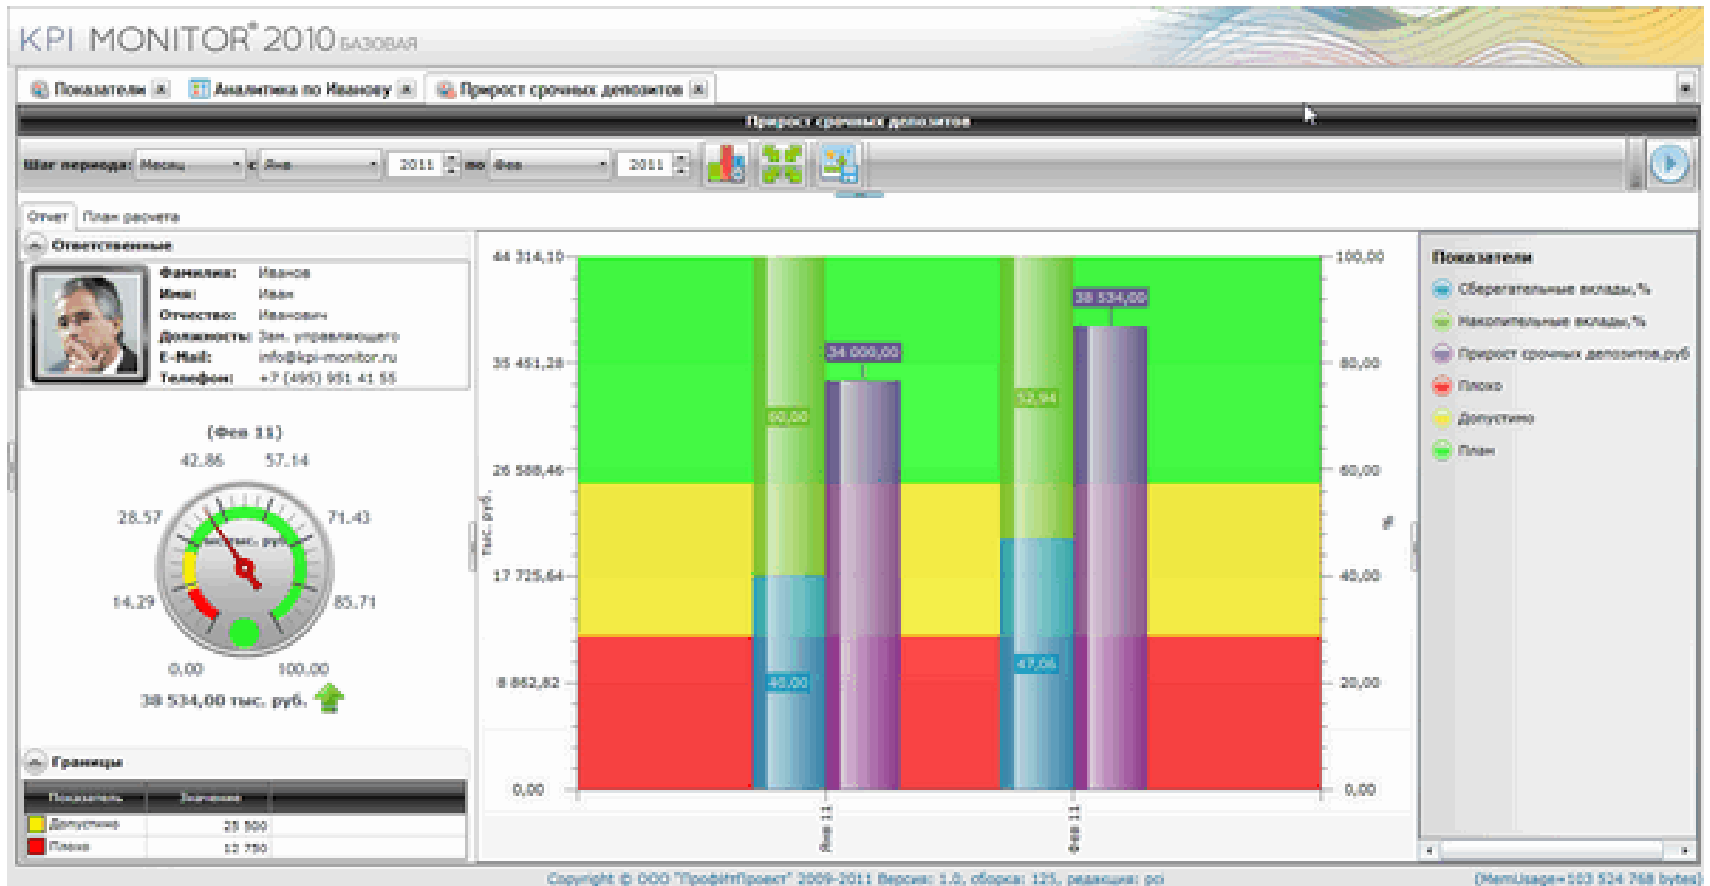 KPI MONITOR® 2010 БАЗОВАЯ
Показатели
Аналитика по Иванову
Прирост срочных депозитов
Прирост срочных депозитов
Шаг периода: Месяц с Янв 2011 по Фев 2011
Отчет План расчета
Ответственные
Фамилия: Иванов
Имя: Иван
Отчество: Иванович
Должность: Зам. управляющего
E-Mail: info@kpi-monitor.ru
Телефон: +7 (495) 951 41 55
(Фев 11)
42.86 57.14
28.57 71.43
тыс. руб.
14.29 85.71
0.00 100.00
38 534,00 тыс. руб.
Границы
Показатель Значение
Допустимо 25 500
Плохо 12 750
44 314,10
35 451,28
26 588,46
17 725,64
8 862,82
0,00
тыс. руб.
60,00
40,00
34 000,00
52,94
47,06
38 534,00
Янв 11
Фев 11
100,00
80,00
60,00
40,00
20,00
0,00
%
Показатели
Сберегательные вклады,%
Накопительные вклады,%
Прирост срочных депозитов,руб
Плохо
Допустимо
План
Copyright © ООО "ПрофИтПроект" 2009-2011 Версия: 1.0, сборка: 125, редакция: pci
(MemUsage=103 524 768 bytes)